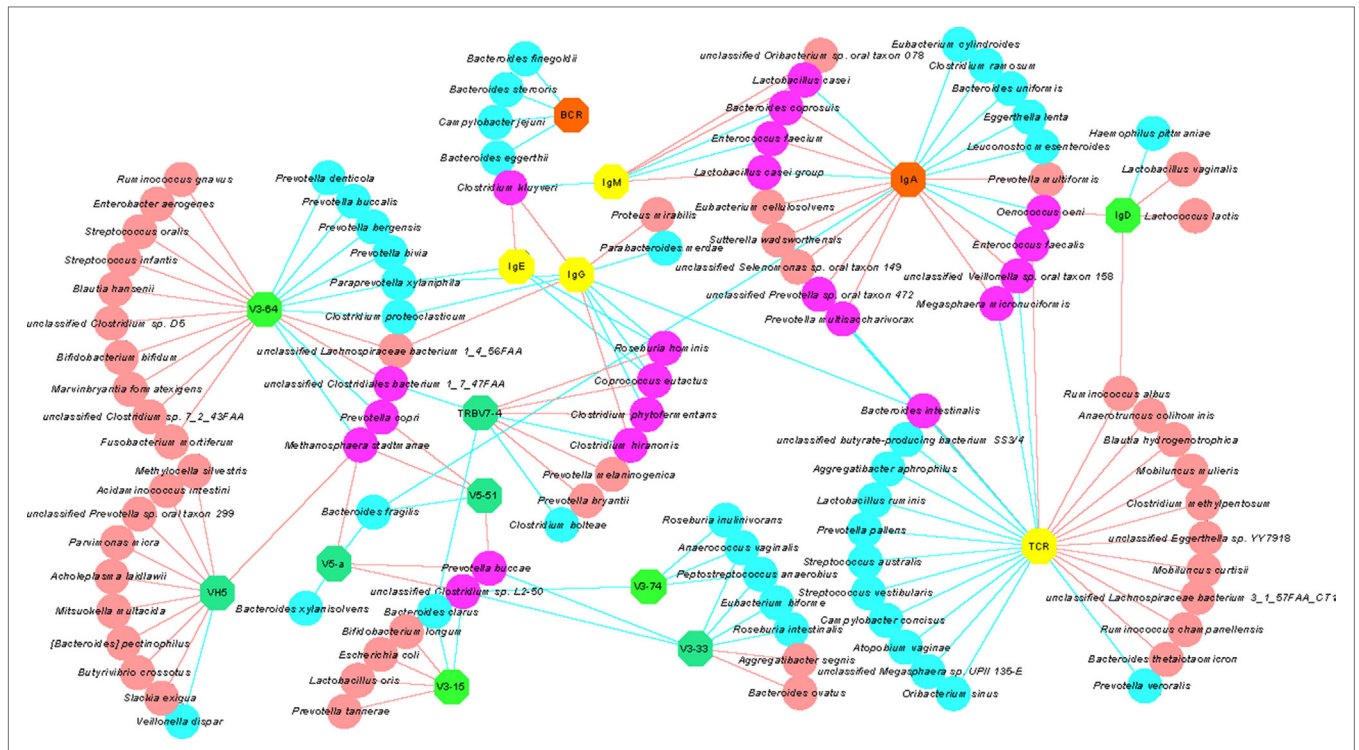 Bacteroides finegoldii
Bacteroides stercoris
Campylobacter jejuni
Bacteroides eggerthii
Clostridium kluyveri
BCR
unclassified Oribacterium sp. oral taxon 078
Lactobacillus casei
Bacteroides coprosuis
Enterococcus faecium
Lactobacillus casei group
Eubacterium cellulosolvens
Sutterella wadsworthensis
unclassified Selenomonas sp. oral taxon 149
unclassified Prevotella sp. oral taxon 472
Prevotella multisaccharivorax
IgM
IgA
Eubacterium cylindroides
Clostridium ramosum
Bacteroides uniformis
Eggerthella lenta
Leuconostoc mesenteroides
Prevotella multiformis
Oenococcus oeni
Enterococcus faecalis
unclassified Veillonella sp. oral taxon 158
Megasphaera micronuciformis
Haemophilus pittmaniae
Lactobacillus vaginalis
Lactococcus lactis
IgD
Proteus mirabilis
Parabacteroides merdae
IgE
IgG
Ruminococcus gnavus
Enterobacter aerogenes
Streptococcus oralis
Streptococcus infantis
Blautia hansenii
unclassified Clostridium sp. D5
Bifidobacterium bifidum
Marvinbryantia formatexigens
unclassified Clostridium sp. 7_2_43FAA
Fusobacterium mortiferum
V3-64
Prevotella denticola
Prevotella buccalis
Prevotella bergensis
Prevotella bivia
Paraprevotella xylaniphila
Clostridium proteoclasticum
unclassified Lachnospiraceae bacterium 1_4_56FAA
unclassified Clostridiales bacterium 1_7_47FAA
Prevotella copri
Methanosphaera stadtmanae
TRBV7-4
Roseburia hominis
Coprococcus eutactus
Clostridium phytofermentans
Clostridium hiranonis
Prevotella melaninogenica
Prevotella bryantii
Clostridium bolteae
Methylocella silvestris
Acidaminococcus intestini
unclassified Prevotella sp. oral taxon 299
Parvimonas micra
Acholeplasma laidlawii
Mitsuokella multacida
[Bacteroides] pectinophilus
Butyrivibrio crossotus
Slackia exigua
Veillonella dispar
VH5
V5-51
Bacteroides fragilis
V5-a
Bacteroides xylanisolvens
Prevotella buccae
unclassified Clostridium sp. L2-50
Bacteroides clarus
Bifidobacterium longum
Escherichia coli
Lactobacillus oris
Prevotella tannerae
V3-15
V3-74
V3-33
Roseburia inulinivorans
Anaerococcus vaginalis
Peptostreptococcus anaerobius
Eubacterium biforme
Roseburia intestinalis
Aggregatibacter segnis
unclassified Megasphaera sp. UPII 135-E
Bacteroides ovatus
Bacteroides intestinalis
unclassified butyrate-producing bacterium SS3/4
Aggregatibacter aphrophilus
Lactobacillus ruminis
Prevotella pallens
Streptococcus australis
Streptococcus vestibularis
Campylobacter concisus
Atopobium vaginae
Oribacterium sinus
TCR
Ruminococcus albus
Anaerotruncus colihominis
Blautia hydrogenotrophica
Mobiluncus mulieris
Clostridium methylpentosum
unclassified Eggerthella sp. YY7918
Mobiluncus curtisii
unclassified Lachnospiraceae bacterium 3_1_57FAA_CT1
Ruminococcus champanellensis
Bacteroides thetaiotaomicron
Prevotella veroralis